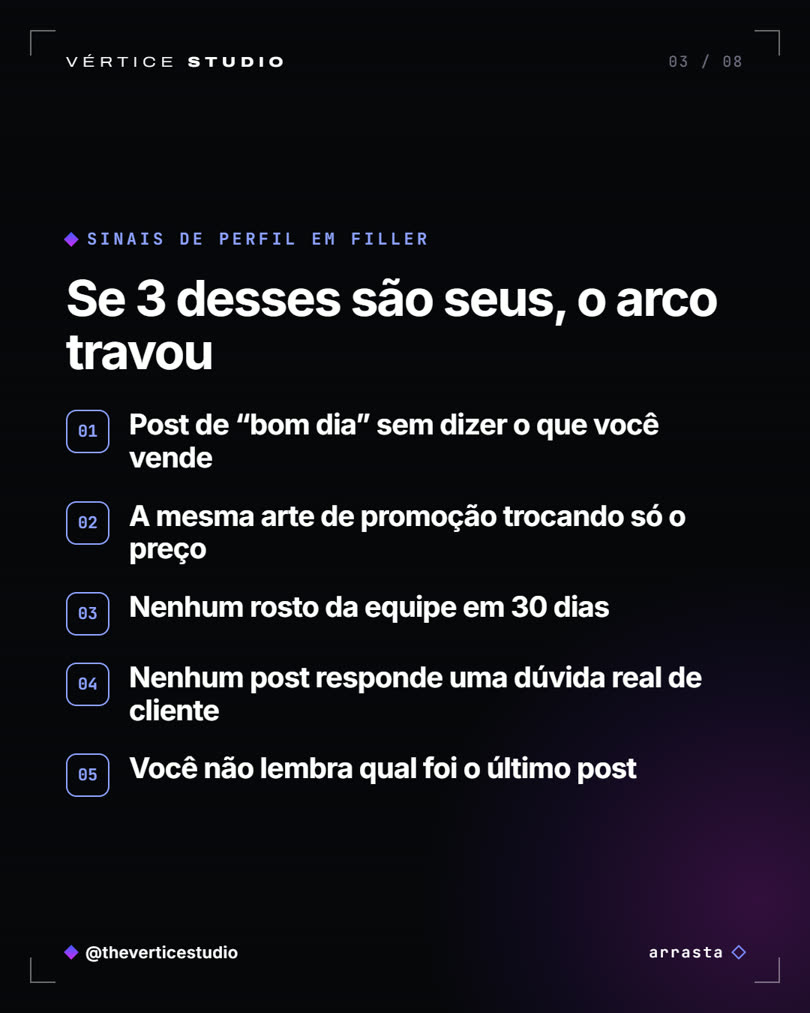 VÉRTICE STUDIO
03 / 08
SINAIS DE PERFIL EM FILLER
Se 3 desses são seus, o arco
travou
01
Post de “bom dia” sem dizer o que você
vende
02
A mesma arte de promoção trocando só o
preço
03
Nenhum rosto da equipe em 30 dias
04
Nenhum post responde uma dúvida real de
cliente
05
Você não lembra qual foi o último post
@theverticestudio
arrasta